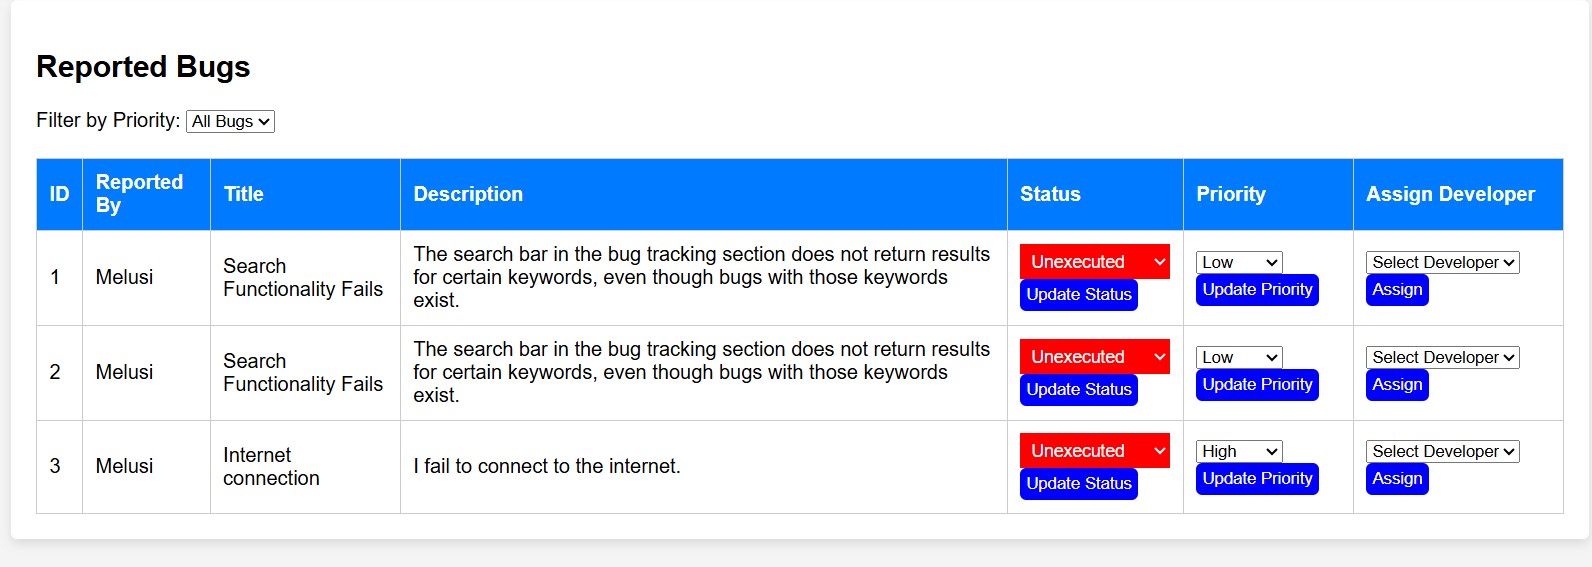 Reported Bugs
Filter by Priority: All Bugs
ID
Reported
By
Title
Description
Status
Priority
Assign Developer
1
Melusi
Search
Functionality Fails
The search bar in the bug tracking section does not return results
for certain keywords, even though bugs with those keywords
exist.
Unexecuted
Update Status
Low
Update Priority
Select Developer
Assign
2
Melusi
Search
Functionality Fails
The search bar in the bug tracking section does not return results
for certain keywords, even though bugs with those keywords
exist.
Unexecuted
Update Status
Low
Update Priority
Select Developer
Assign
3
Melusi
Internet
connection
I fail to connect to the internet.
Unexecuted
Update Status
High
Update Priority
Select Developer
Assign